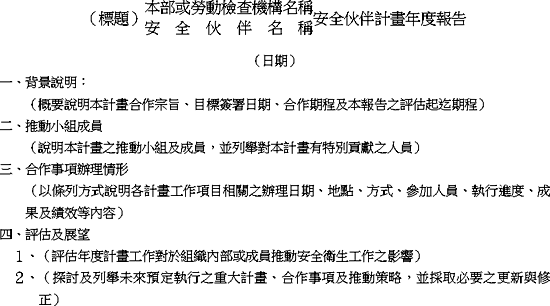 （標題）本部或勞動檢查機構名稱安全伙伴計畫年度報告
安全伙伴名稱
（日期）
一、背景說明：
（概要說明本計畫合作宗旨、目標簽署日期、合作期程及本報告之評估起迄期程）
二、推動小組成員
（說明本計畫之推動小組及成員，並列舉對本計畫有特別貢獻之人員）
三、合作事項辦理情形
（以條列方式說明各計畫工作項目相關之辦理日期、地點、方式、參加人員、執行進度、成
果及績效等內容）
四、評估及展望
１、（評估年度計畫工作對於組織內部或成員推動安全衛生工作之影響）
２、（探討及列舉未來預定執行之重大計畫、合作事項及推動策略，並採取必要之更新與修
正）